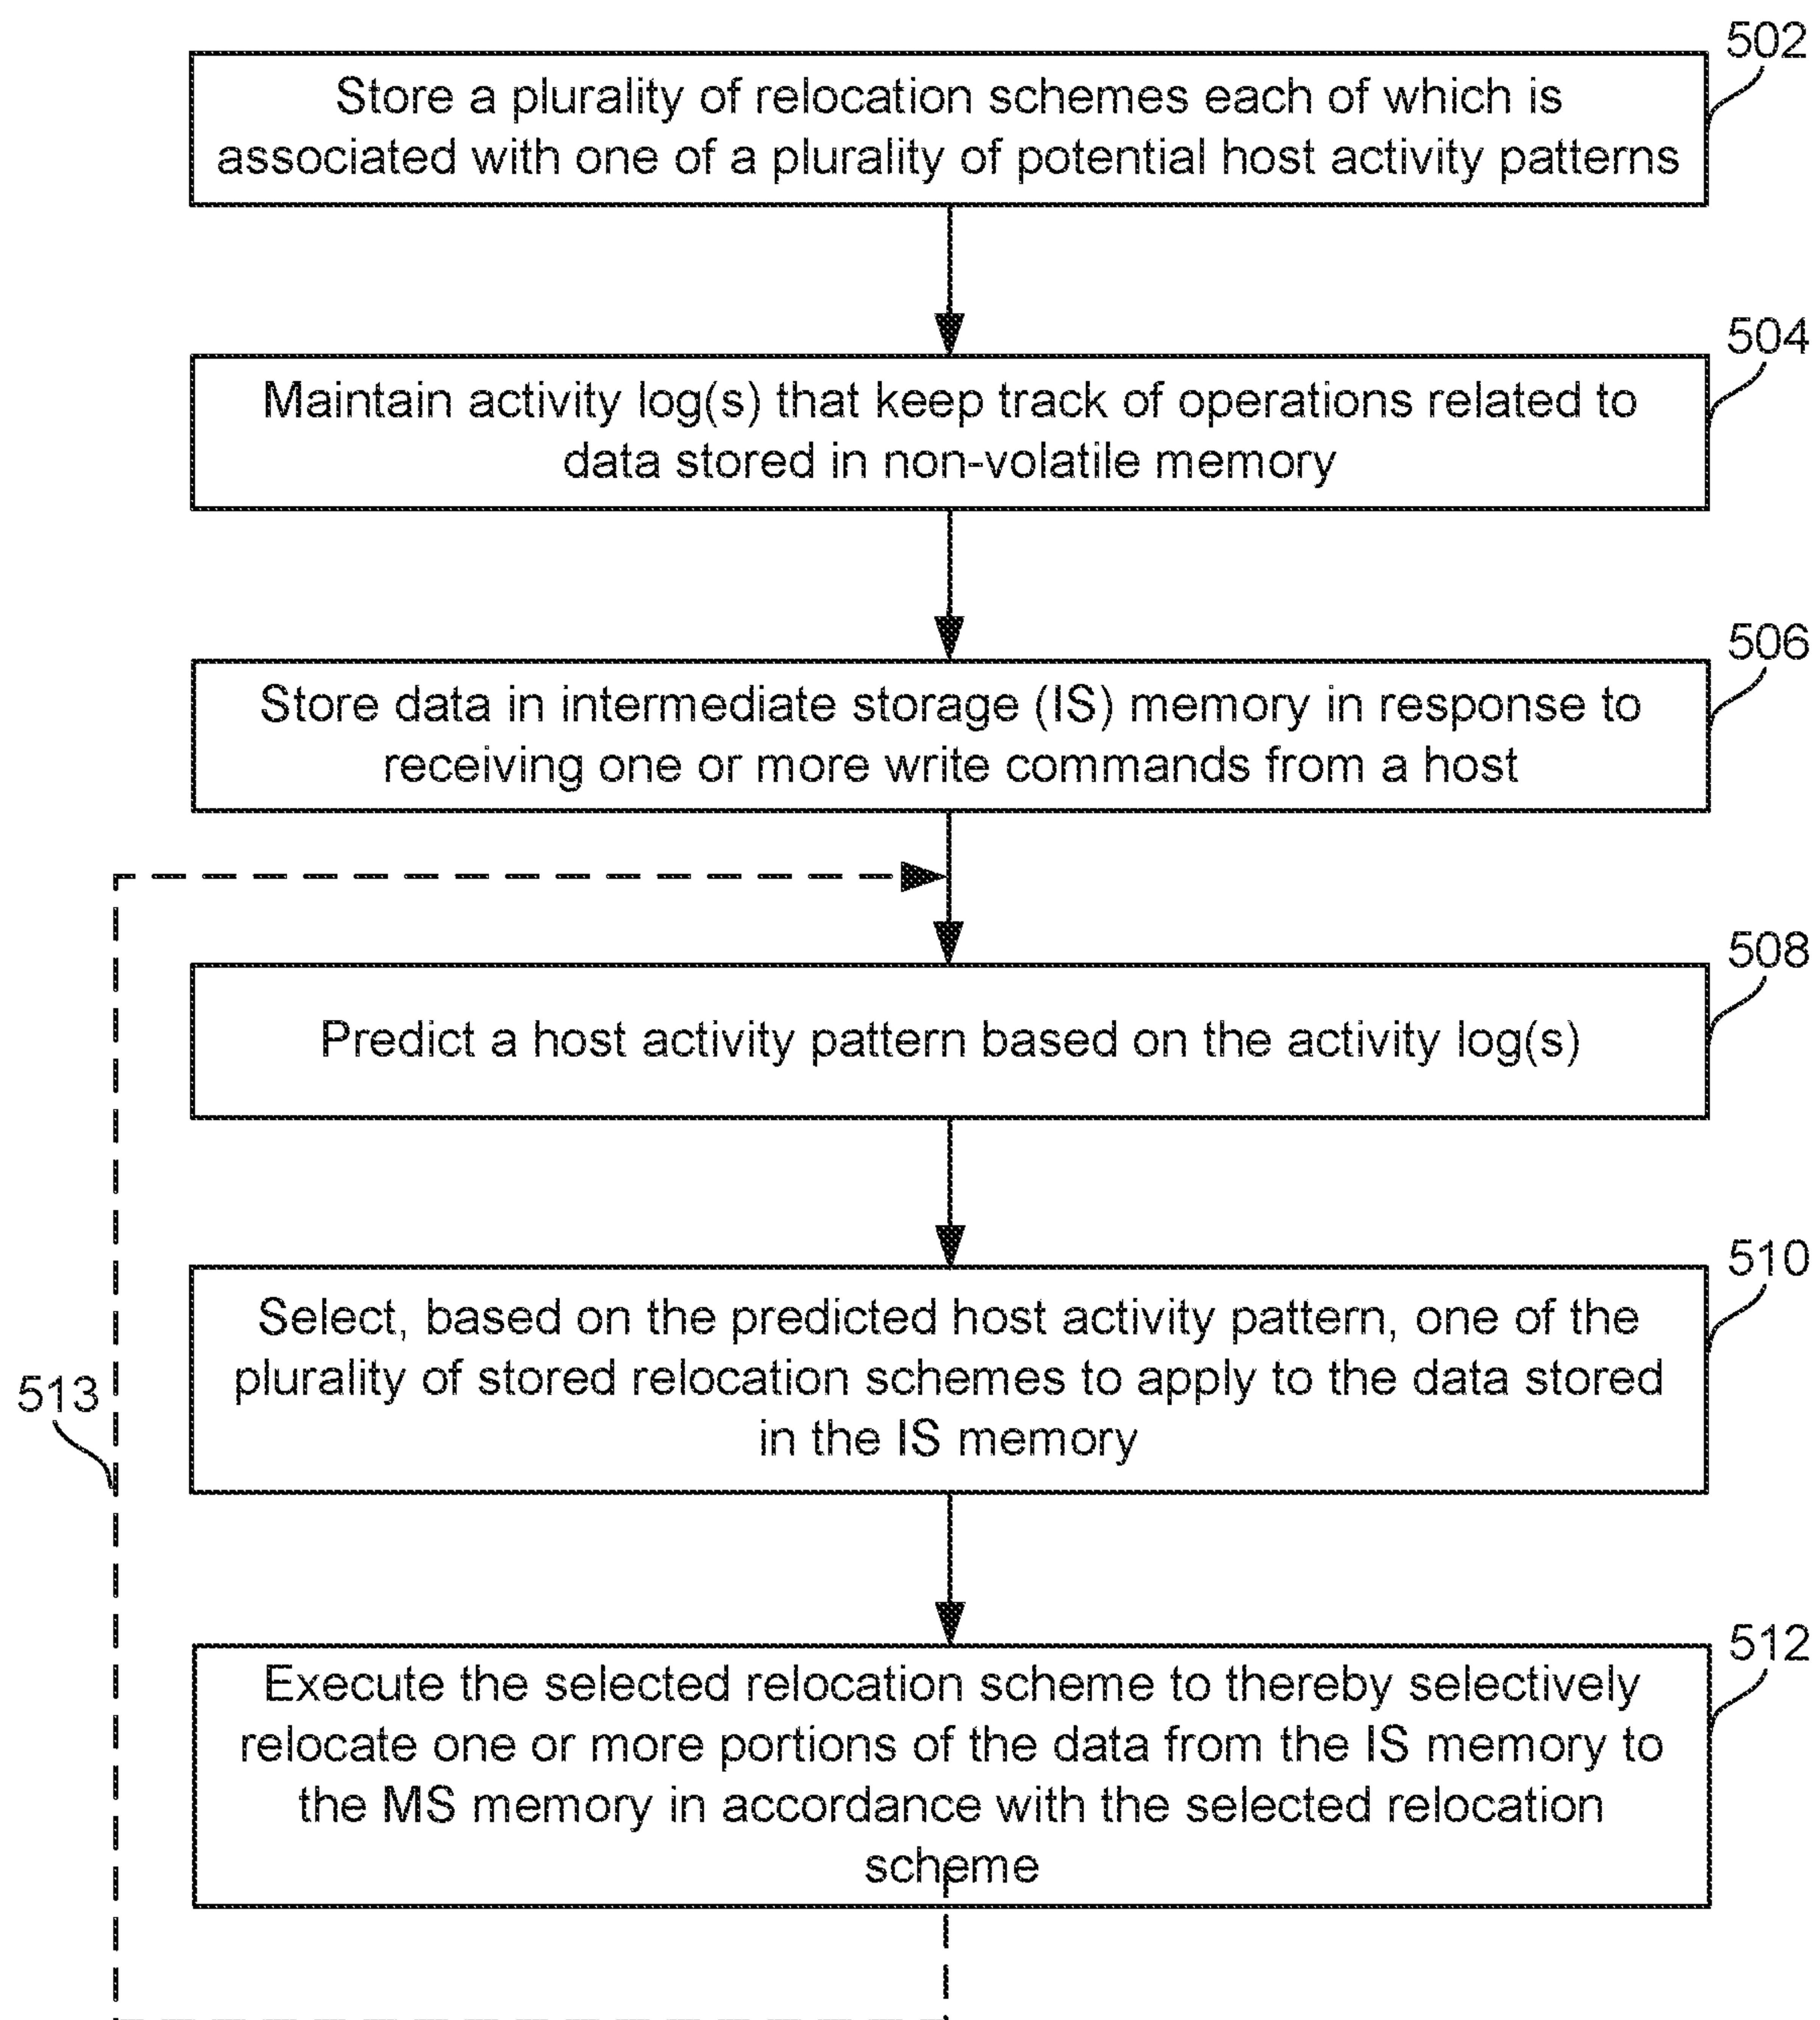 502
Store a plurality of relocation schemes each of which is
associated with one of a plurality of potential host activity patterns
504
Maintain activity log(s) that keep track of operations related to
data stored in non-volatile memory
506
Store data in intermediate storage (IS) memory in response to
receiving one or more write commands from a host
508
Predict a host activity pattern based on the activity log(s)
510
Select, based on the predicted host activity pattern, one of the
plurality of stored relocation schemes to apply to the data stored
in the IS memory
513
512
Execute the selected relocation scheme to thereby selectively
relocate one or more portions of the data from the IS memory to
the MS memory in accordance with the selected relocation
scheme